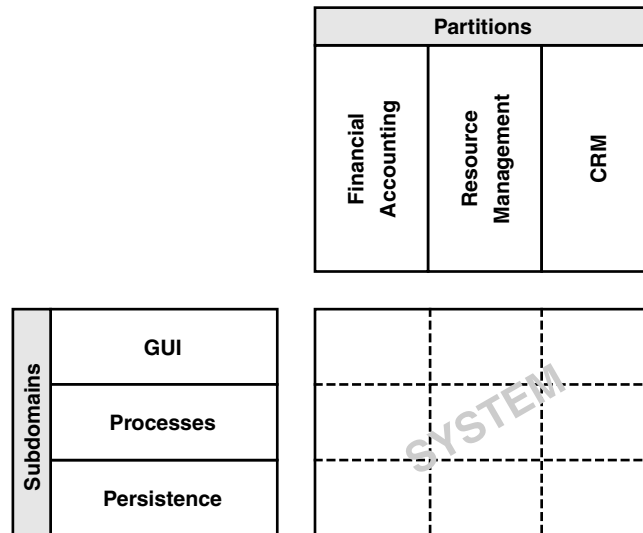 Partitions
Financial
Accounting
Resource
Management
CRM
Subdomains
GUI
Processes
Persistence
SYSTEM